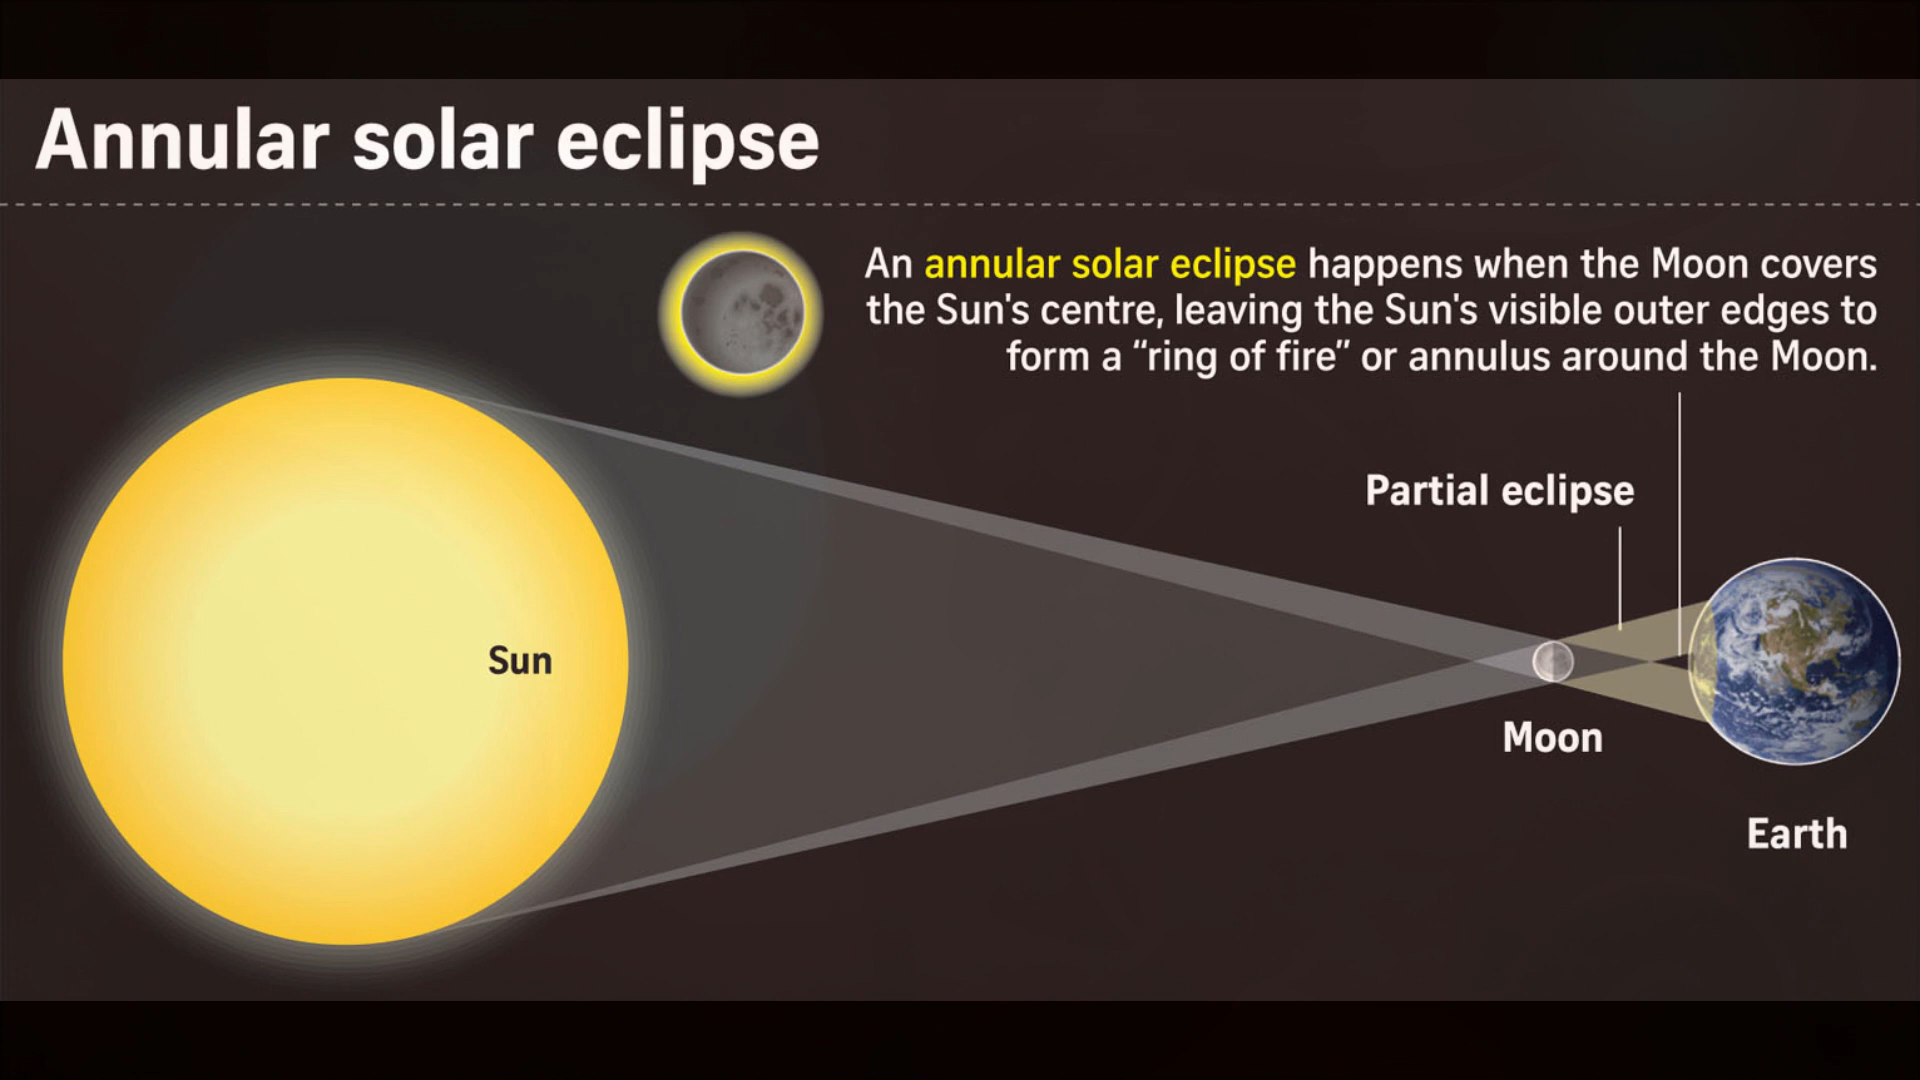 Annular solar eclipse
An annular solar eclipse happens when the Moon covers
the Sun's centre, leaving the Sun's visible outer edges to
form a “ring of fire” or annulus around the Moon.
Partial eclipse
Sun
Moon
Earth